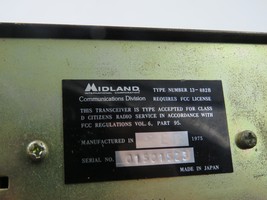 MIDLAND
INTERNATIONAL CORPORATION
Communications Division
TYPE NUMBER 13-882B
REQUIRES FCC LICENSE
THIS TRANSCEIVER IS TYPE ACCEPTED FOR CLASS
D CITIZENS RADIO SERVICE IN ACCORDANCE WITH
FCC REGULATIONS VOL. 6, PART 95.
MANUFACTURED IN 1975
SERIAL NO.
MADE IN JAPAN